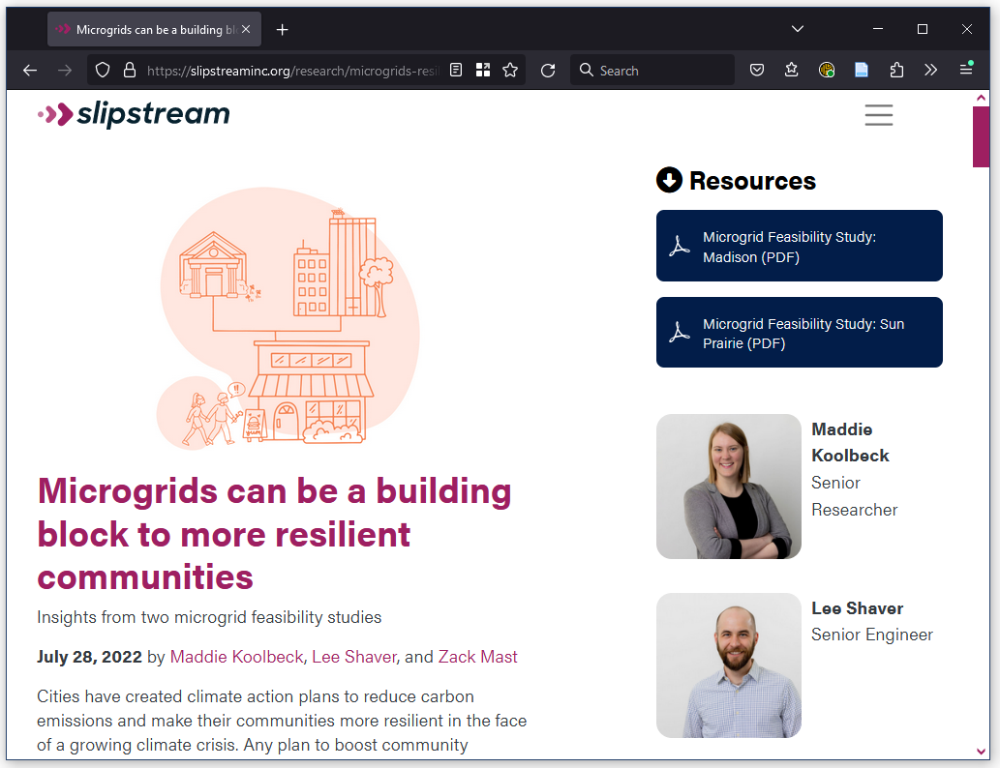 Microgrids can be a building bl
https://slipstreaminc.org/research/microgrids-resil
Search
slipstream
!!
Microgrids can be a building
block to more resilient
communities
Insights from two microgrid feasibility studies
July 28, 2022 by Maddie Koolbeck, Lee Shaver, and Zack Mast
Cities have created climate action plans to reduce carbon
emissions and make their communities more resilient in the face
of a growing climate crisis. Any plan to boost community
Resources
Microgrid Feasibility Study:
Madison (PDF)
Microgrid Feasibility Study: Sun
Prairie (PDF)
Maddie
Koolbeck
Senior
Researcher
Lee Shaver
Senior Engineer